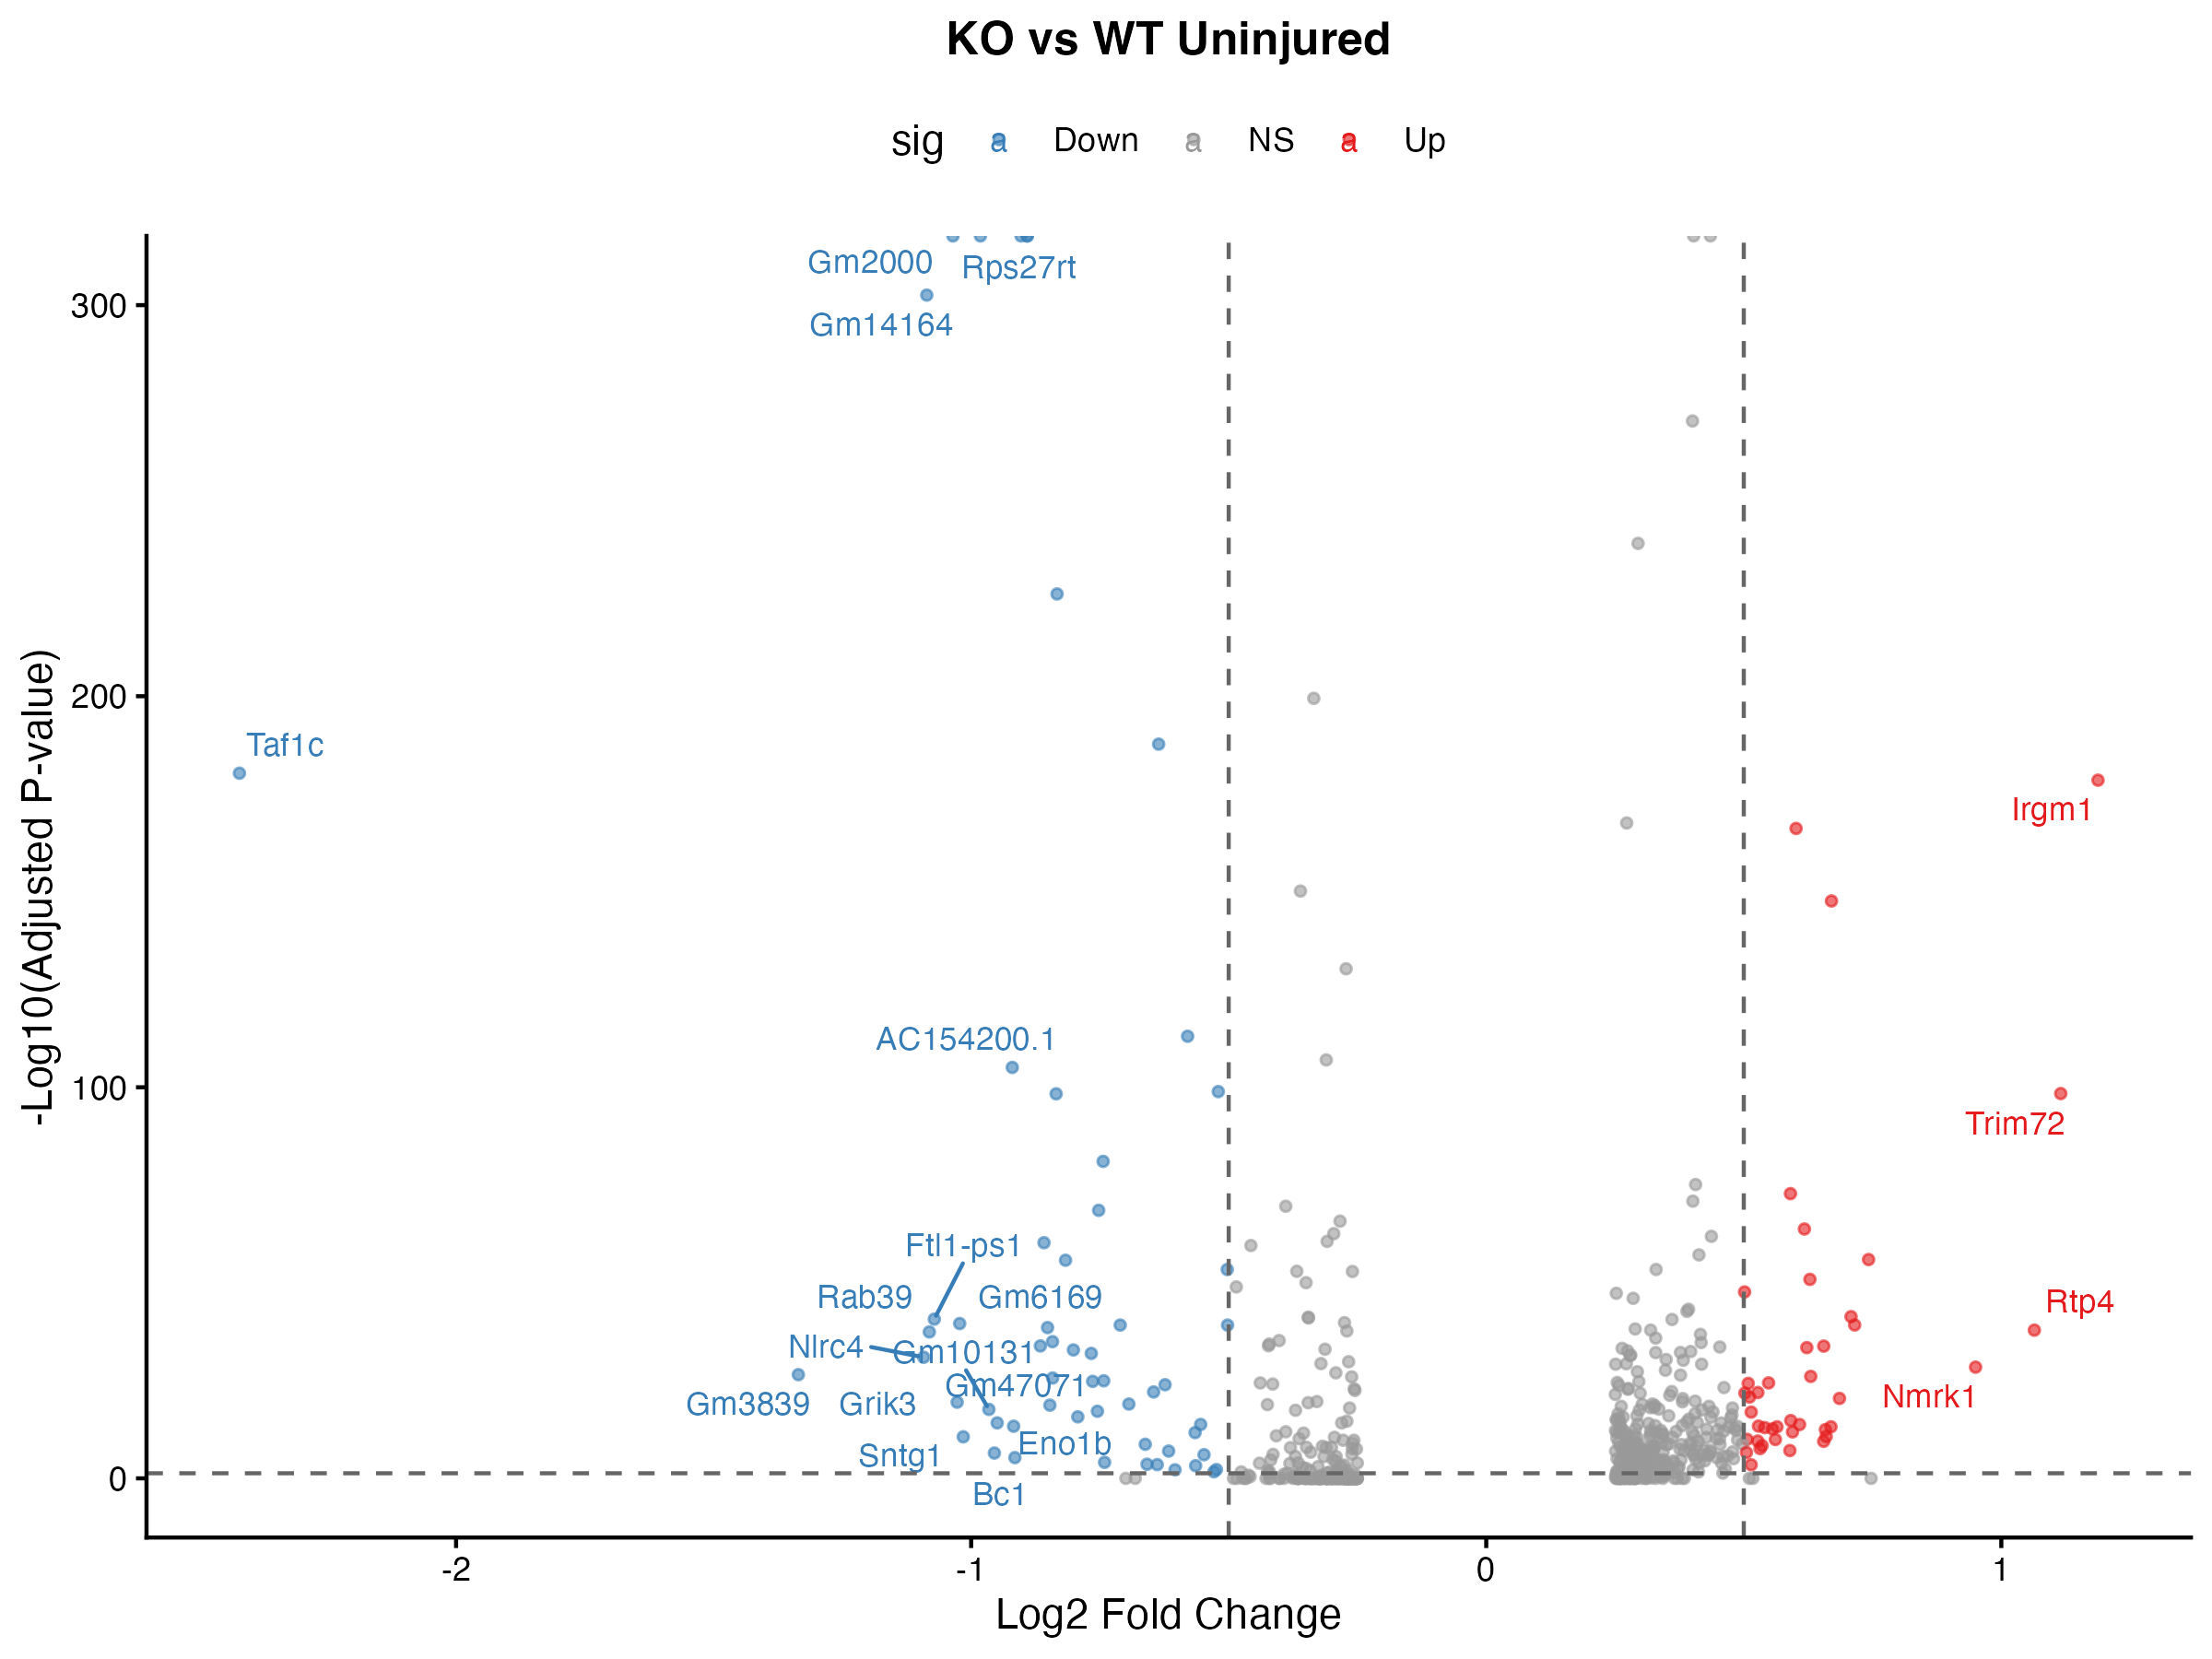 KO vs WT Uninjured
sig a Down a NS a Up
Gm2000
Rps27rt
300
Gm14164
200
Taf1c
Irgm1
-Log10(Adjusted P-value)
AC154200.1
100
Trim72
Ftl1-ps1
Rab39
Gm6169
Rtp4
Nlrc4
Gm10131
Gm47071
Gm3839
Grik3
Nmrk1
Eno1b
Sntg1
0
Bc1
-2 -1 0 1
Log2 Fold Change